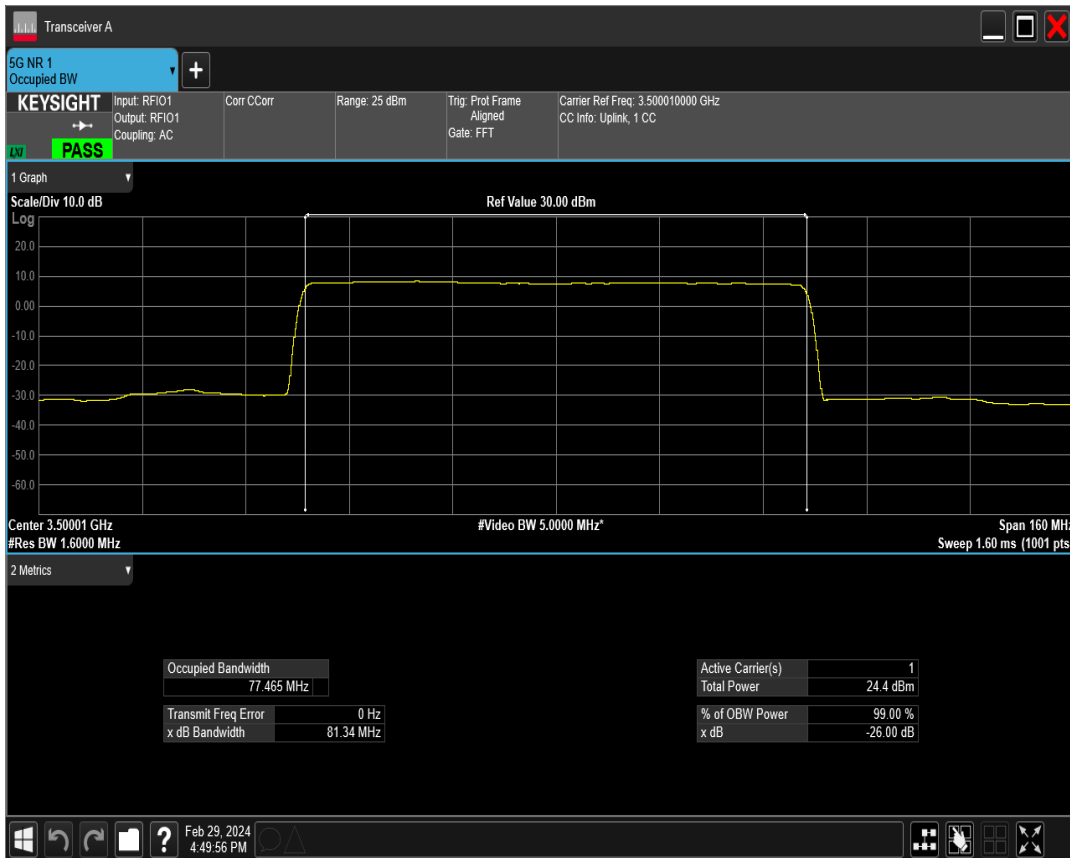 Transceiver A
5G NR 1
Occupied BW
KEYSIGHT
LXI
PASS
Input: RFIO1
Output: RFIO1
Coupling: AC
Corr CCorr
Range: 25 dBm
Trig: Prot Frame
Aligned
Gate: FFT
Carrier Ref Freq: 3.500010000 GHz
CC Info: Uplink, 1 CC
1 Graph
Scale/Div 10.0 dB
Ref Value 30.00 dBm
Log
20.0
10.0
0.00
-10.0
-20.0
-30.0
-40.0
-50.0
-60.0
Center 3.50001 GHz
#Video BW 5.0000 MHz*
Span 160 MHz
#Res BW 1.6000 MHz
Sweep 1.60 ms (1001 pts
2 Metrics
Occupied Bandwidth
77.465 MHz
Active Carrier(s) 1
Total Power 24.4 dBm
Transmit Freq Error 0 Hz
x dB Bandwidth 81.34 MHz
% of OBW Power 99.00 %
x dB -26.00 dB
?
Feb 29, 2024
4:49:56 PM